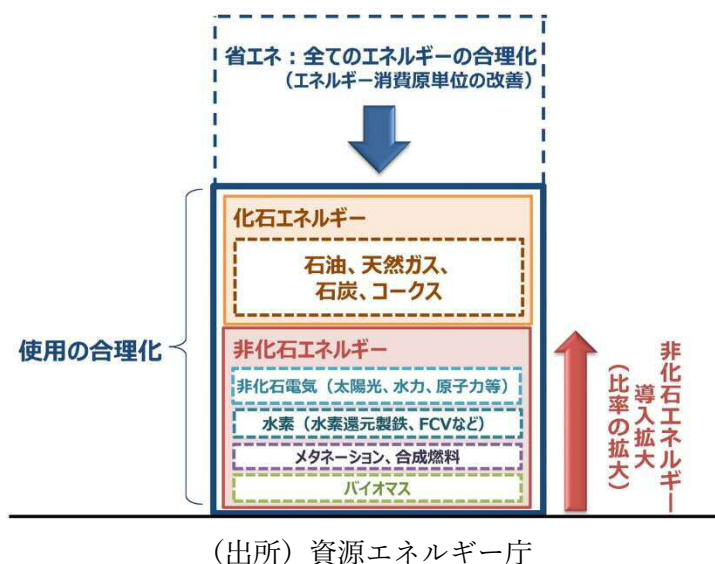 省エネ：全てのエネルギーの合理化
（エネルギー消費原単位の改善）
化石エネルギー
石油、天然ガス、
石炭、コークス
使用の合理化
非化石エネルギー
非化石電気（太陽光、水力、原子力等）
水素（水素還元製鉄、FCVなど）
メタネーション、合成燃料
バイオマス
非化石エネルギー
導入拡大
（比率の拡大）
（出所）資源エネルギー庁